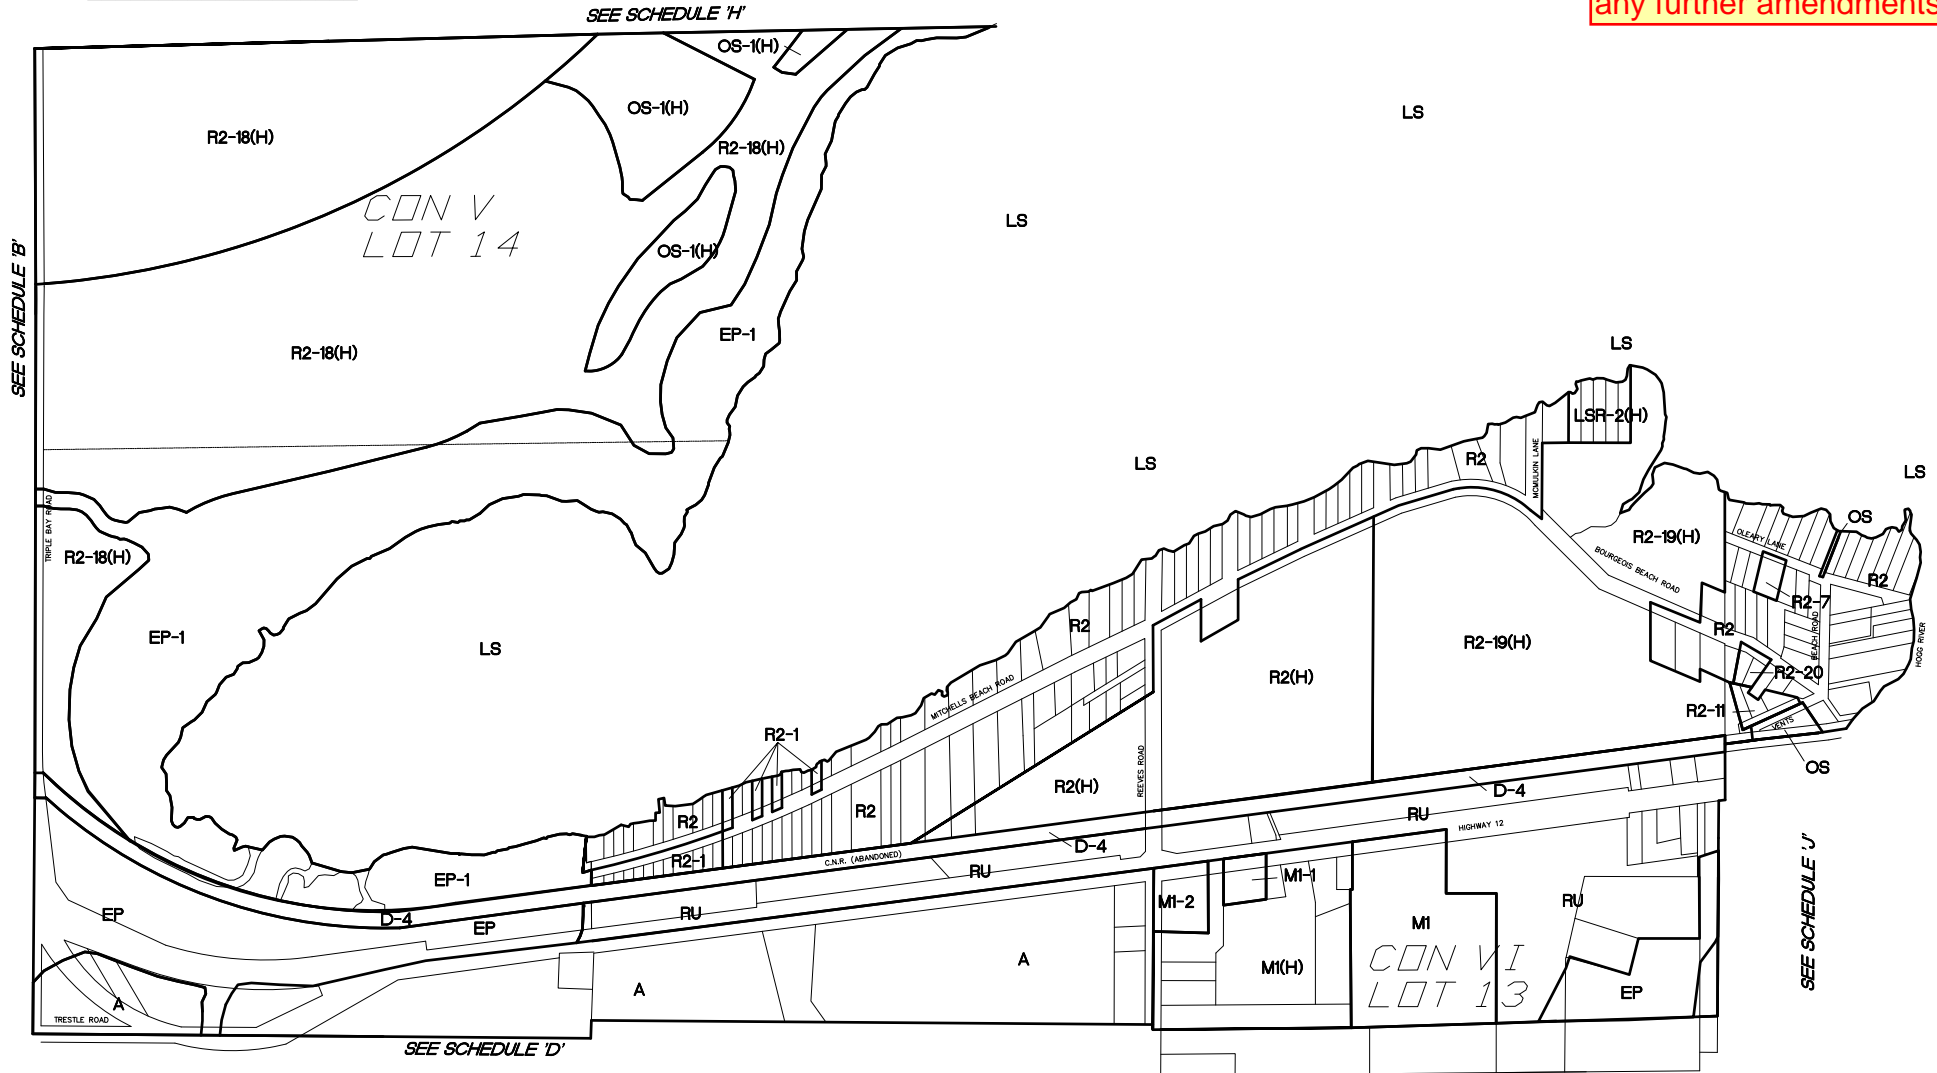 any further amendments
SEE SCHEDULE 'H'
OS-1(H)
OS-1(H)
LS
R2-18(H)
R2-18(H)
CON V
LOT 14
LS
OS-1(H)
SEE SCHEDULE 'B'
EP-1
R2-18(H)
LS
LSR-2(H)
R2
MCMULKIN LANE
LS
LS
TRIPLE BAY ROAD
OS
R2-18(H)
R2-19(H)
OLEARY LANE
BOURGEOIS BEACH ROAD
R2
R2-7
EP-1
R2
R2
BEACH ROAD
HOGG RIVER
LS
R2-19(H)
R2(H)
R2-20
MITCHELLS BEACH ROAD
R2-11
VENTS
R2-1
OS
REEVES ROAD
R2(H)
D-4
R2
R2
RU
HIGHWAY 12
D-4
C.N.R. (ABANDONED)
R2-1
RU
M1-1
EP-1
M1-2
RU
EP
D-4
EP
RU
M1
SEE SCHEDULE 'J'
A
M1(H)
CON VI
LOT 13
A
EP
A
TRESTLE ROAD
SEE SCHEDULE 'D'